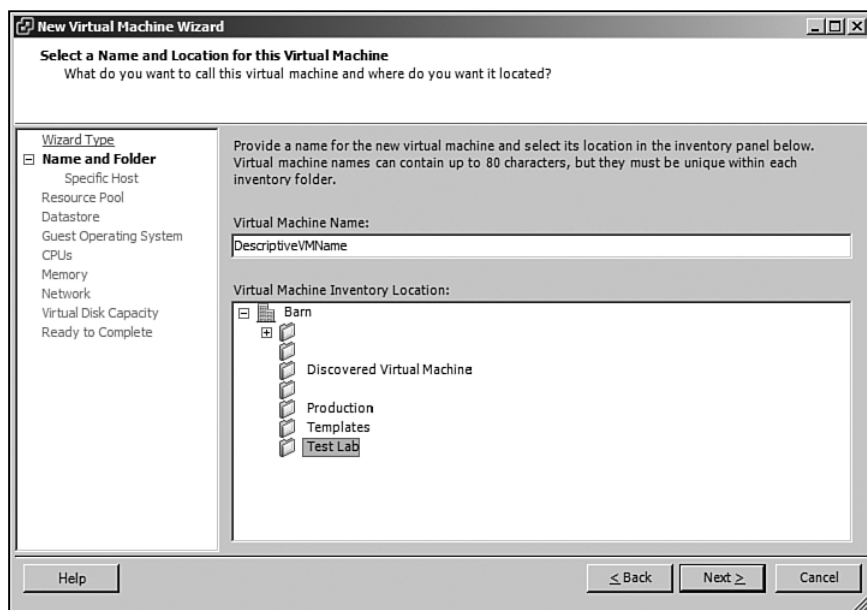 New Virtual Machine Wizard
Select a Name and Location for this Virtual Machine
What do you want to call this virtual machine and where do you want it located?
Wizard Type
Name and Folder
Specific Host
Resource Pool
Datastore
Guest Operating System
CPUs
Memory
Network
Virtual Disk Capacity
Ready to Complete
Provide a name for the new virtual machine and select its location in the inventory panel below.
Virtual machine names can contain up to 80 characters, but they must be unique within each
inventory folder.
Virtual Machine Name:
DescriptiveVMName
Virtual Machine Inventory Location:
Barn
Discovered Virtual Machine
Production
Templates
Test Lab
Help
< Back
Next >
Cancel